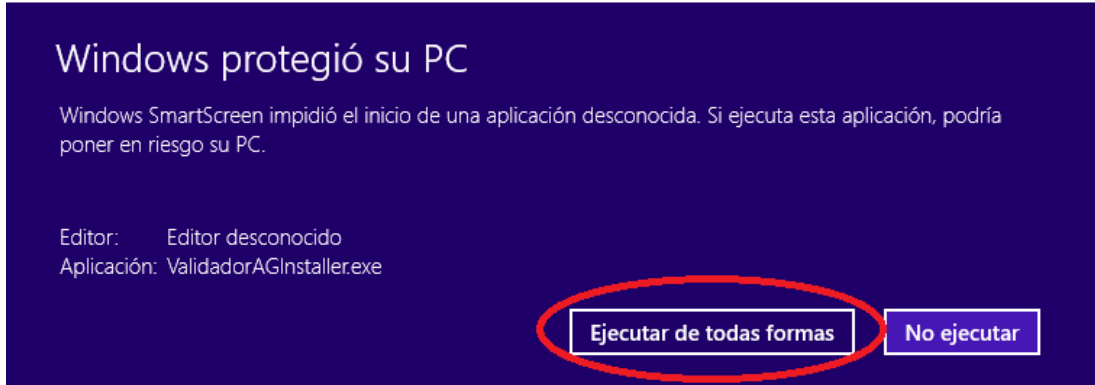 Windows protegió su PC
Windows SmartScreen impidió el inicio de una aplicación desconocida. Si ejecuta esta aplicación, podría
poner en riesgo su PC.
Editor: Editor desconocido
Aplicación: ValidadorAGInstaller.exe
Ejecutar de todas formas No ejecutar